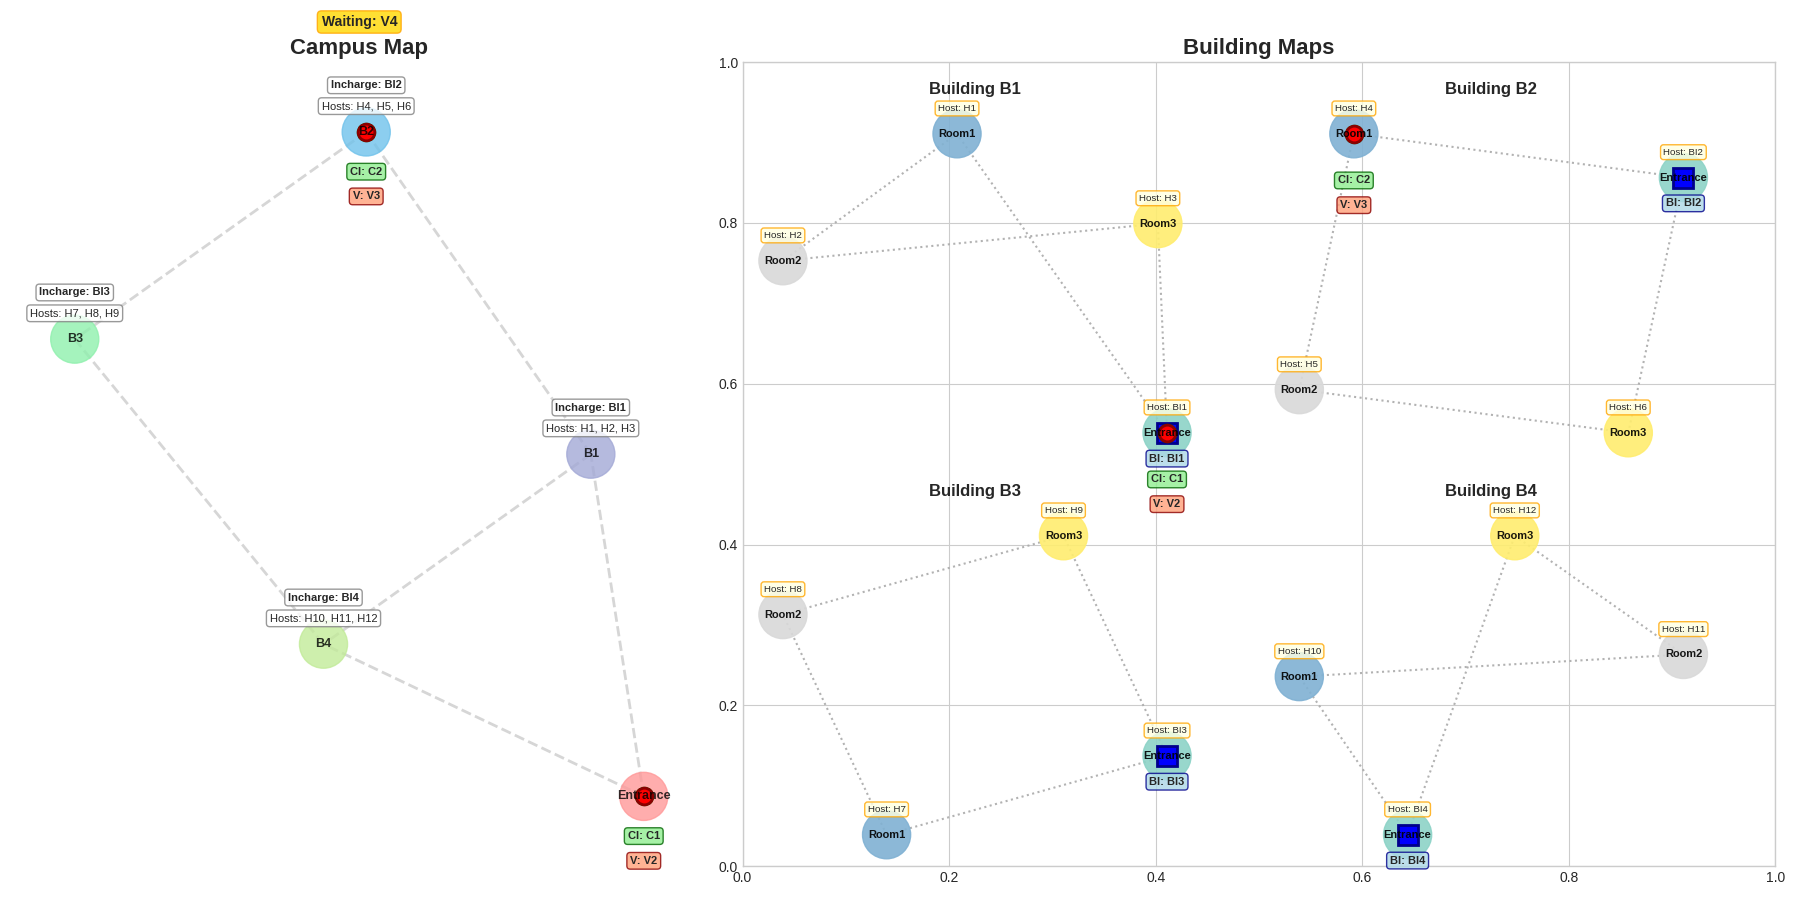 Waiting: V4
Campus Map
Incharge: BI2
Hosts: H4, H5, H6
B2
CI: C2
V: V3
Incharge: BI3
Hosts: H7, H8, H9
B3
Incharge: BI1
Hosts: H1, H2, H3
B1
Incharge: BI4
Hosts: H10, H11, H12
B4
Entrance
CI: C1
V: V2
Building Maps
1.0
0.8
0.6
0.4
0.2
0.0
0.0
0.2
0.4
0.6
0.8
1.0
Building B1
Host: H1
Room1
Host: H3
Room3
Host: H2
Room2
Host: BI1
Entrance
BI: BI1
CI: C1
V: V2
Building B2
Host: H4
Room1
CI: C2
V: V3
Host: BI2
Entrance
BI: BI2
Host: H5
Room2
Host: H6
Room3
Building B3
Host: H9
Room3
Host: H8
Room2
Host: BI3
Entrance
BI: BI3
Host: H7
Room1
Building B4
Host: H12
Room3
Host: H11
Room2
Host: H10
Room1
Host: BI4
Entrance
BI: BI4